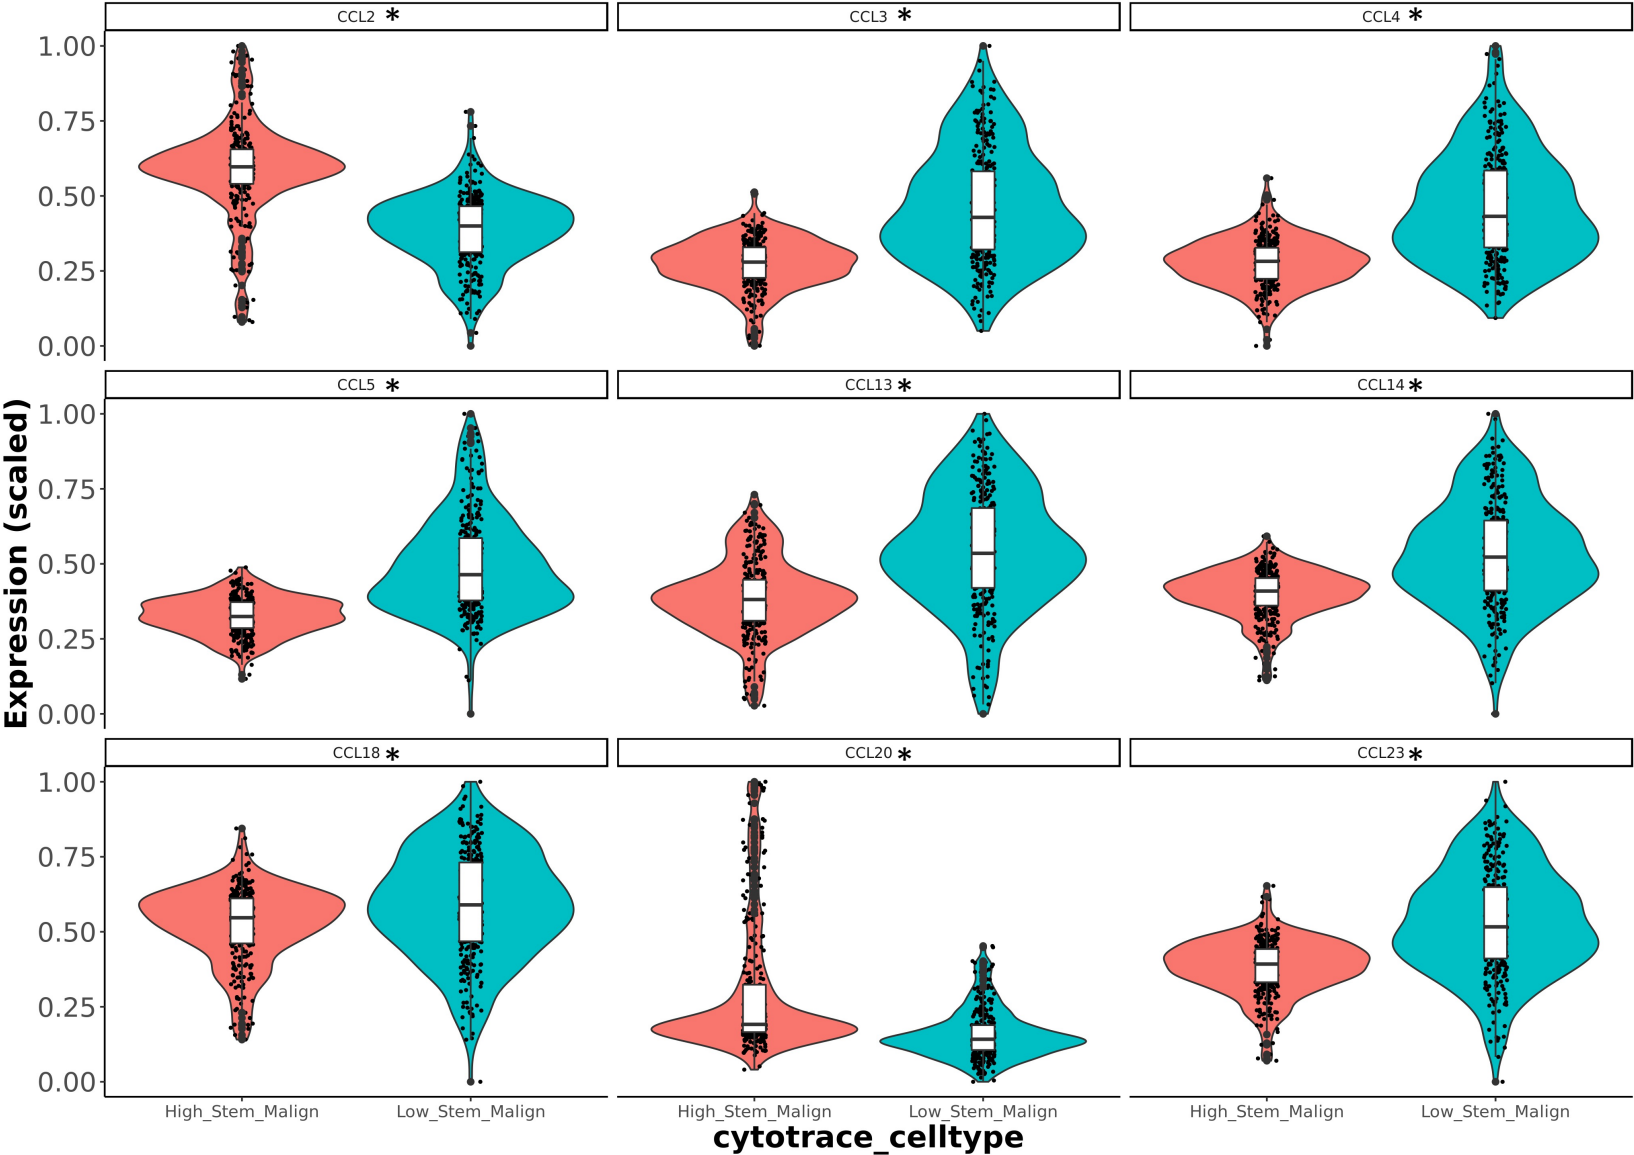 CCL2 *
CCL3 *
CCL4 *
1.00
0.75
0.50
0.25
0.00
CCL5 *
CCL13 *
CCL14 *
1.00
0.75
0.50
0.25
0.00
Expression (scaled)
CCL18 *
CCL20 *
CCL23 *
1.00
0.75
0.50
0.25
0.00
High_Stem_Malign Low_Stem_Malign High_Stem_Malign Low_Stem_Malign High_Stem_Malign Low_Stem_Malign
cytotrace_celltype